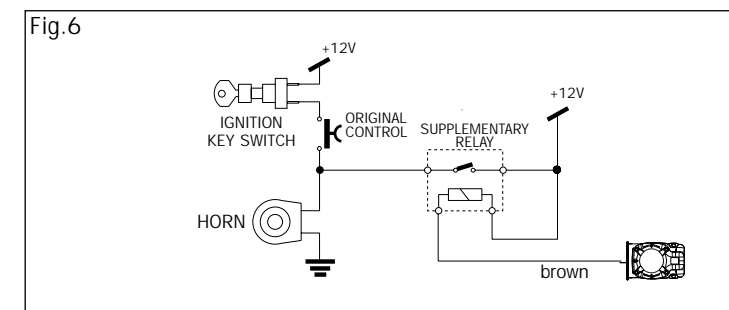 Fig.6
+12V
+12V
IGNITION
KEY SWITCH
ORIGINAL
CONTROL
SUPPLEMENTARY
RELAY
HORN
brown